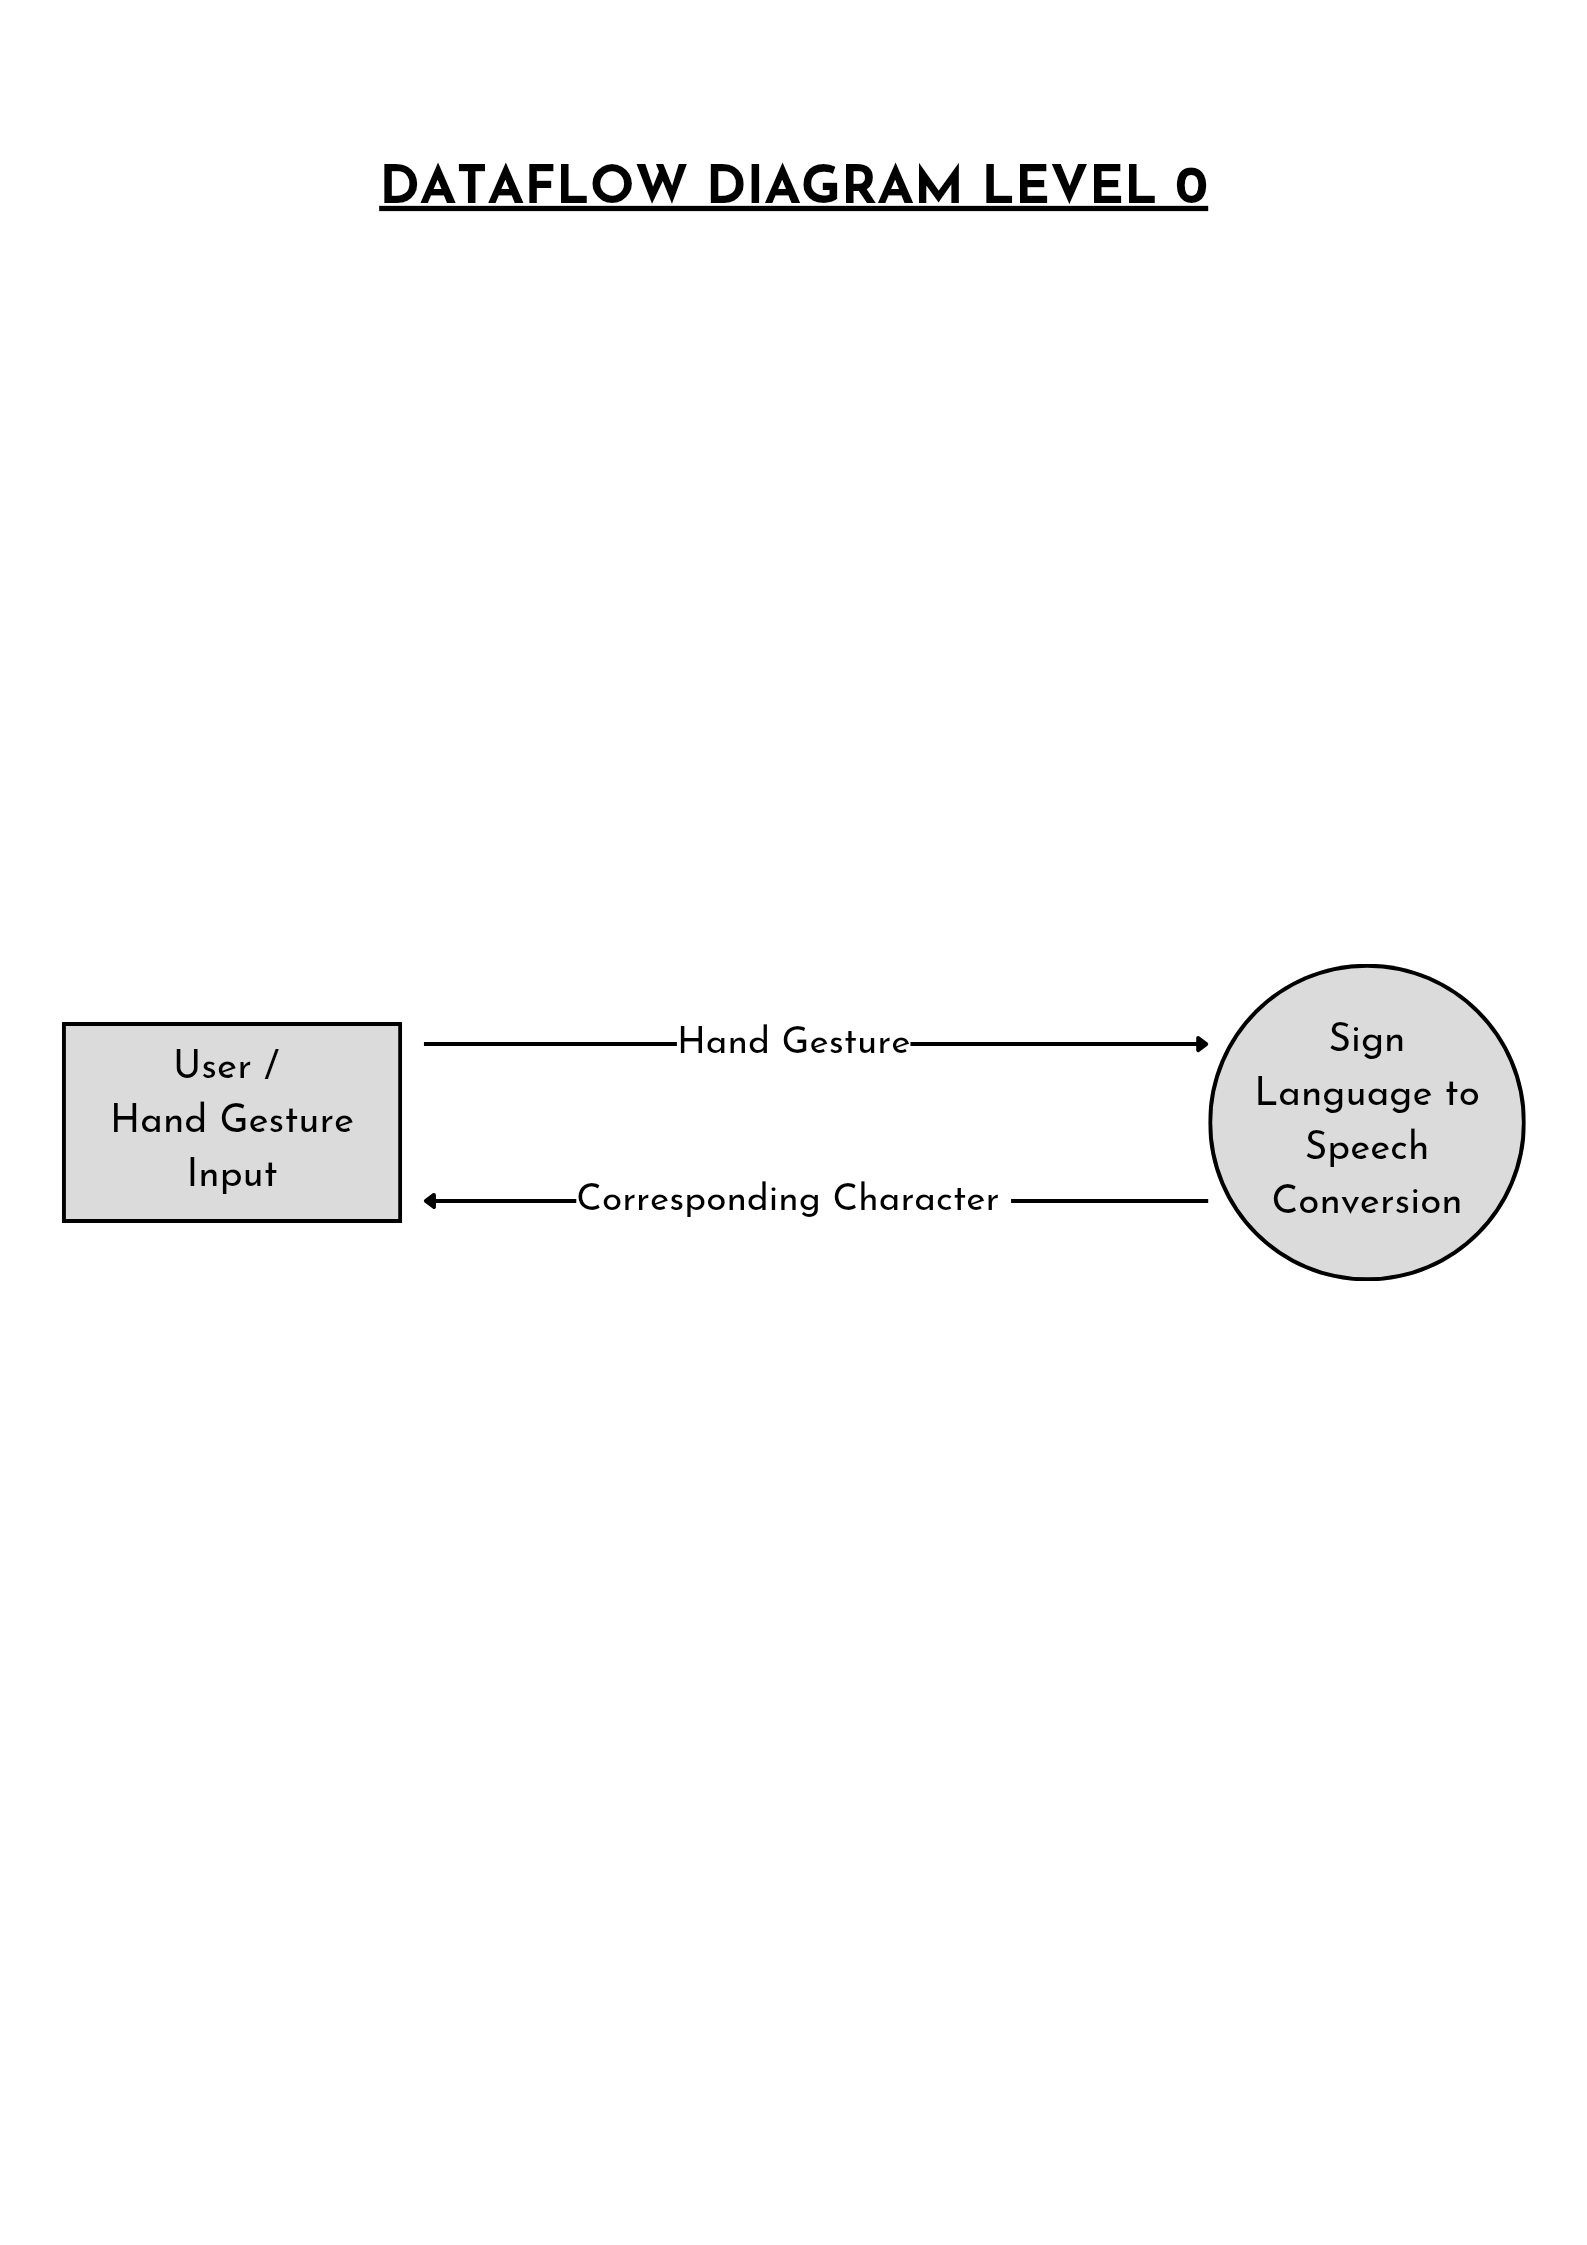 DATAFLOW DIAGRAM LEVEL 0
User /
Hand Gesture
Input
Hand Gesture
Corresponding Character
Sign
Language to
Speech
Conversion